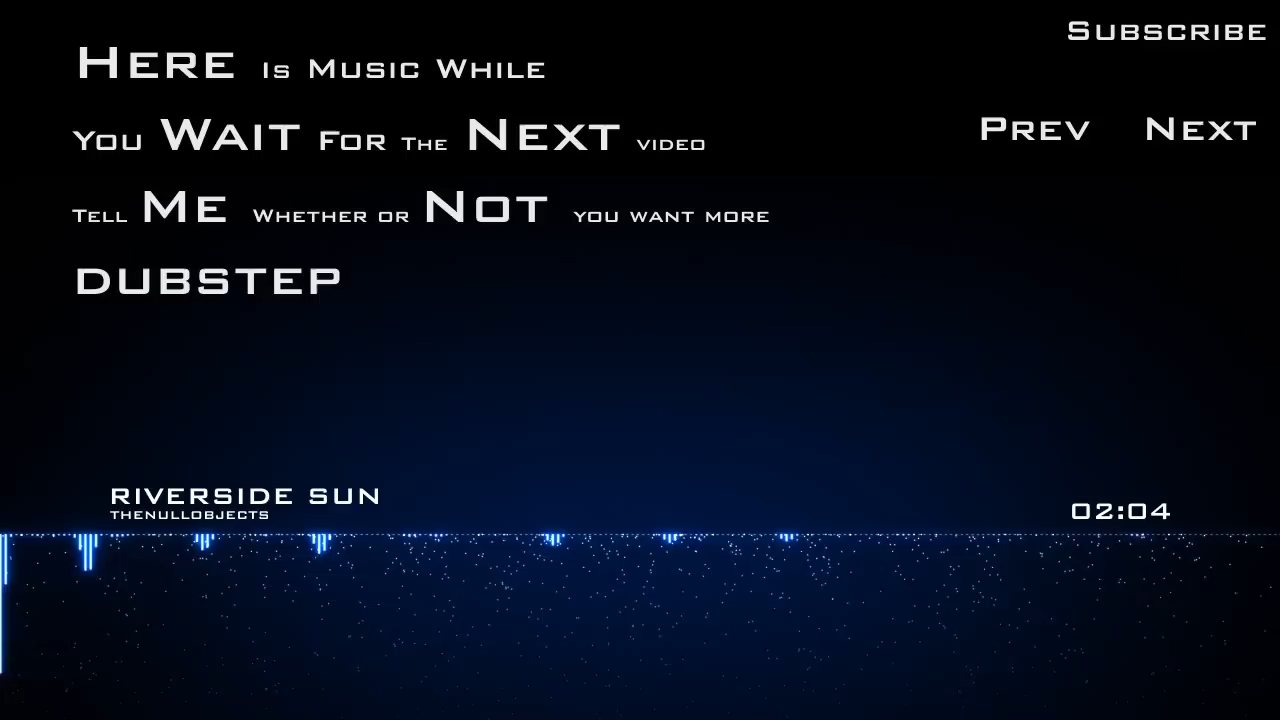 Subscribe
Here Is Music While
You Wait For The Next video
Prev Next
Tell Me Whether or Not you want more
DUBSTEP
RIVERSIDE SUN
THENULLOBJECTS
02:04